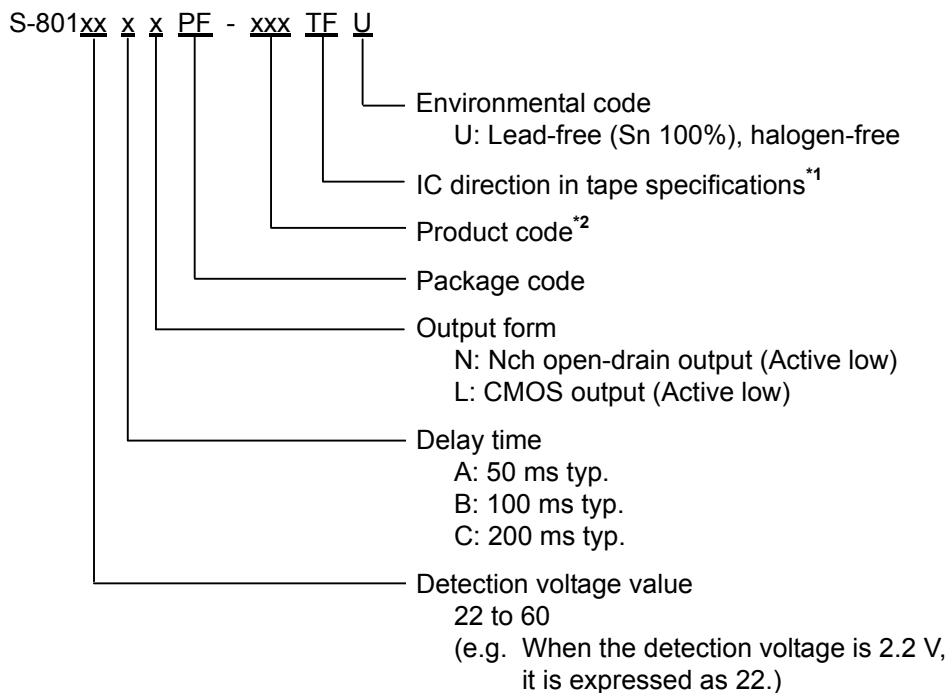 S-801xx x x PF - xxx TF U
Environmental code
U: Lead-free (Sn 100%), halogen-free
IC direction in tape specifications*1
Product code*2
Package code
Output form
N: Nch open-drain output (Active low)
L: CMOS output (Active low)
Delay time
A: 50 ms typ.
B: 100 ms typ.
C: 200 ms typ.
Detection voltage value
22 to 60
(e.g. When the detection voltage is 2.2 V,
it is expressed as 22.)